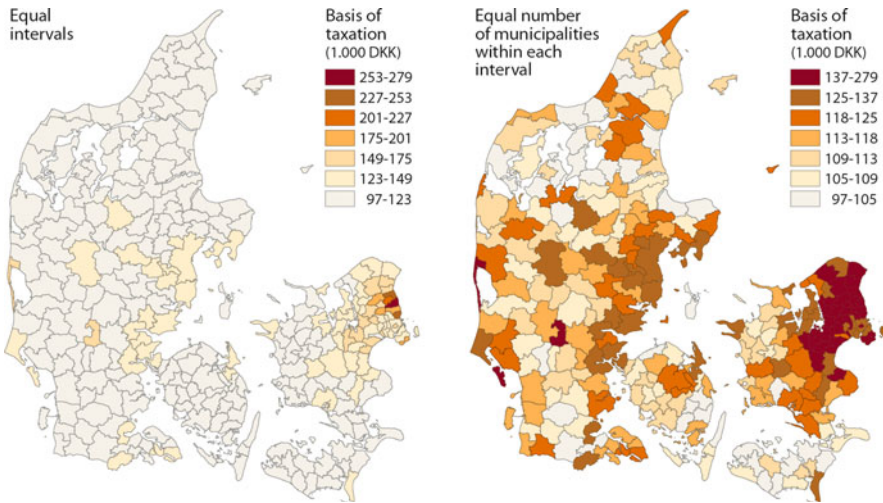 Equal
intervals
Basis of
taxation
(1.000 DKK)
253-279
227-253
201-227
175-201
149-175
123-149
97-123
Equal number
of municipalities
within each
interval
Basis of
taxation
(1.000 DKK)
137-279
125-137
118-125
113-118
109-113
105-109
97-105